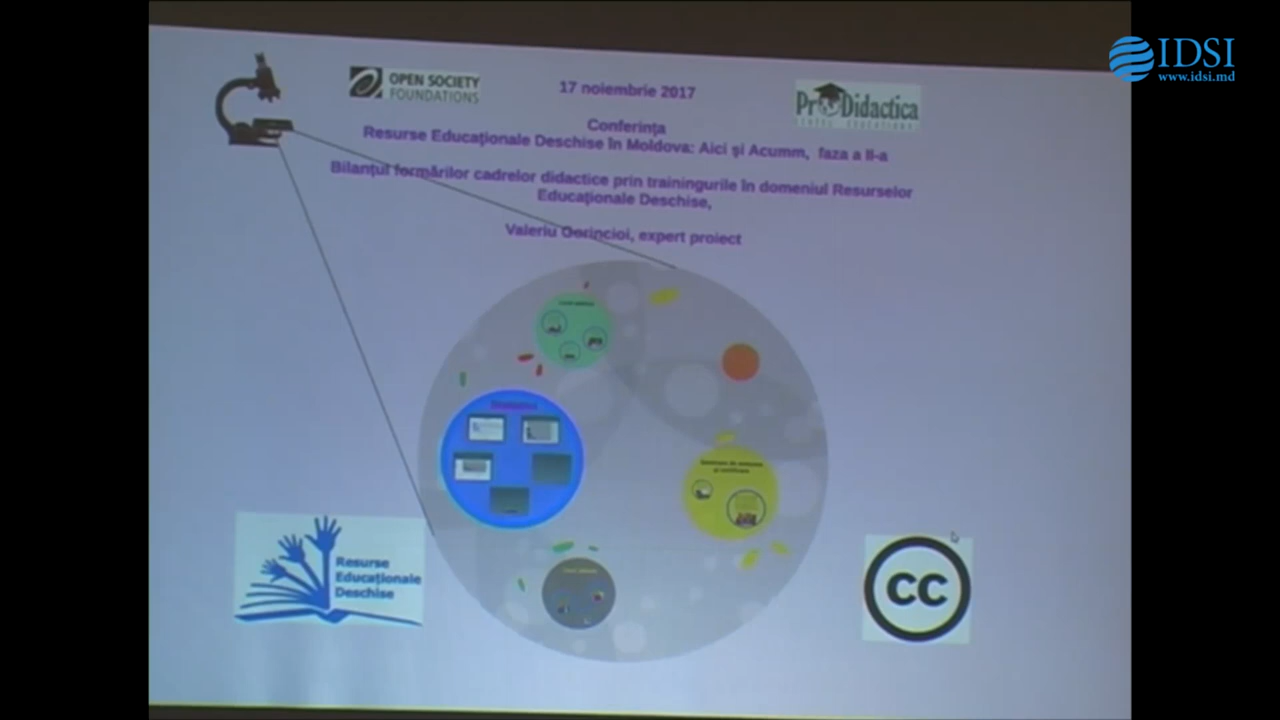 IDSI
www.idsi.md
OPEN SOCIETY
FOUNDATIONS
17 noiembrie 2017
Pro Didactica
Conferința
Resurse Educaționale Deschise în Moldova: Aici și Acumm, faza a II-a
Bilanțul formărilor cadrelor didactice prin trainingurile în domeniul Resurselor
Educaționale Deschise,
Valeriu Gorincioi, expert proiect
Resurse
Educaționale
Deschise
cc